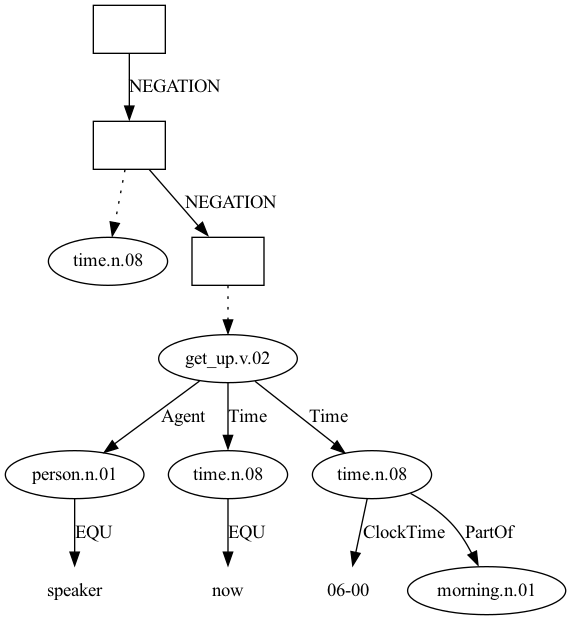 NEGATION
NEGATION
time.n.08
get_up.v.02
Agent Time Time
person.n.01 time.n.08 time.n.08
EQU EQU ClockTime PartOf
speaker now 06-00 morning.n.01